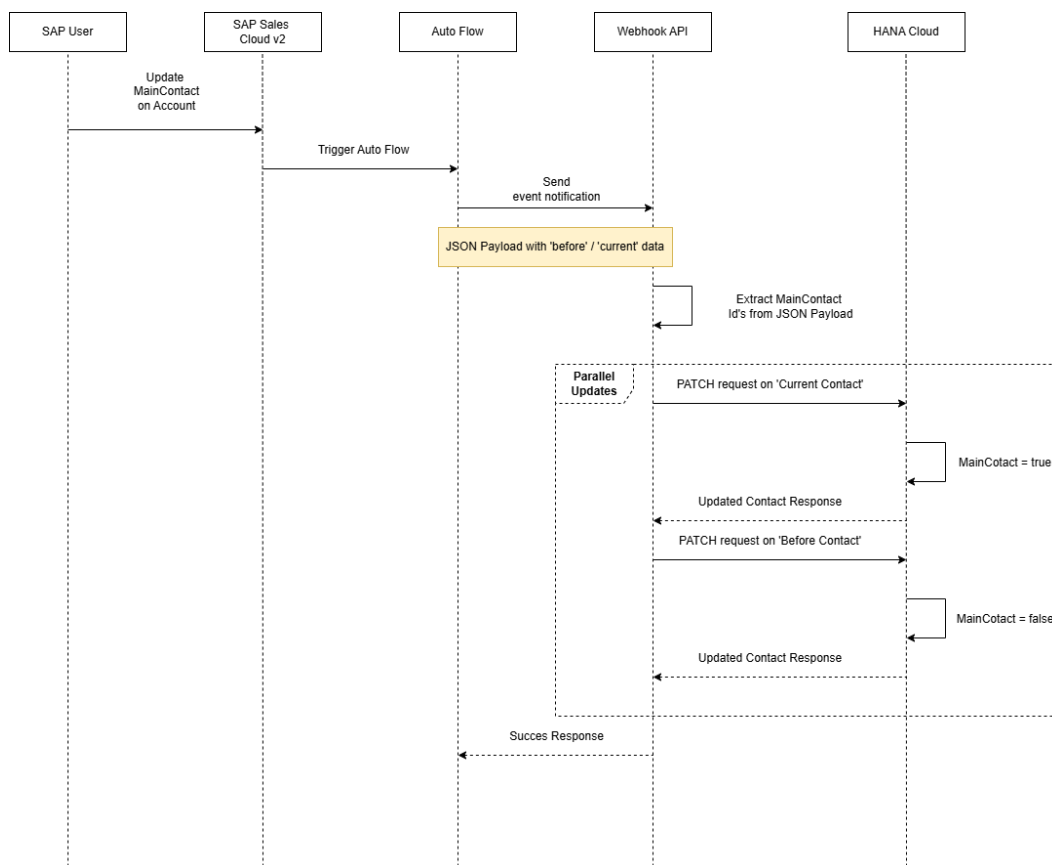 SAP User
SAP Sales
Cloud v2
Auto Flow
Webhook API
HANA Cloud
Update
MainContact
on Account
Trigger Auto Flow
Send
event notification
JSON Payload with 'before' / 'current' data
Extract MainContact
Id's from JSON Payload
Parallel
Updates
PATCH request on 'Current Contact'
MainCotact = true
Updated Contact Response
PATCH request on 'Before Contact'
MainCotact = false
Updated Contact Response
Succes Response